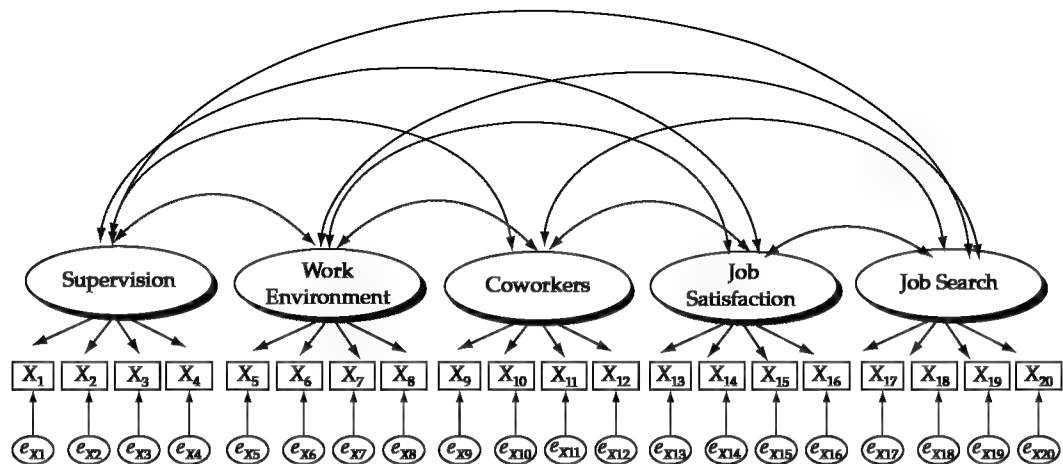 Supervision
Work
Environment
Coworkers
Job
Satisfaction
Job Search
X1 X2 X3 X4 X5 X6 X7 X8 X9 X10 X11 X12 X13 X14 X15 X16 X17 X18 X19 X20
eX1 eX2 eX3 eX4 eX5 eX6 eX7 eX8 eX9 eX10 eX11 eX12 eX13 eX14 eX15 eX16 eX17 eX18 eX19 eX20